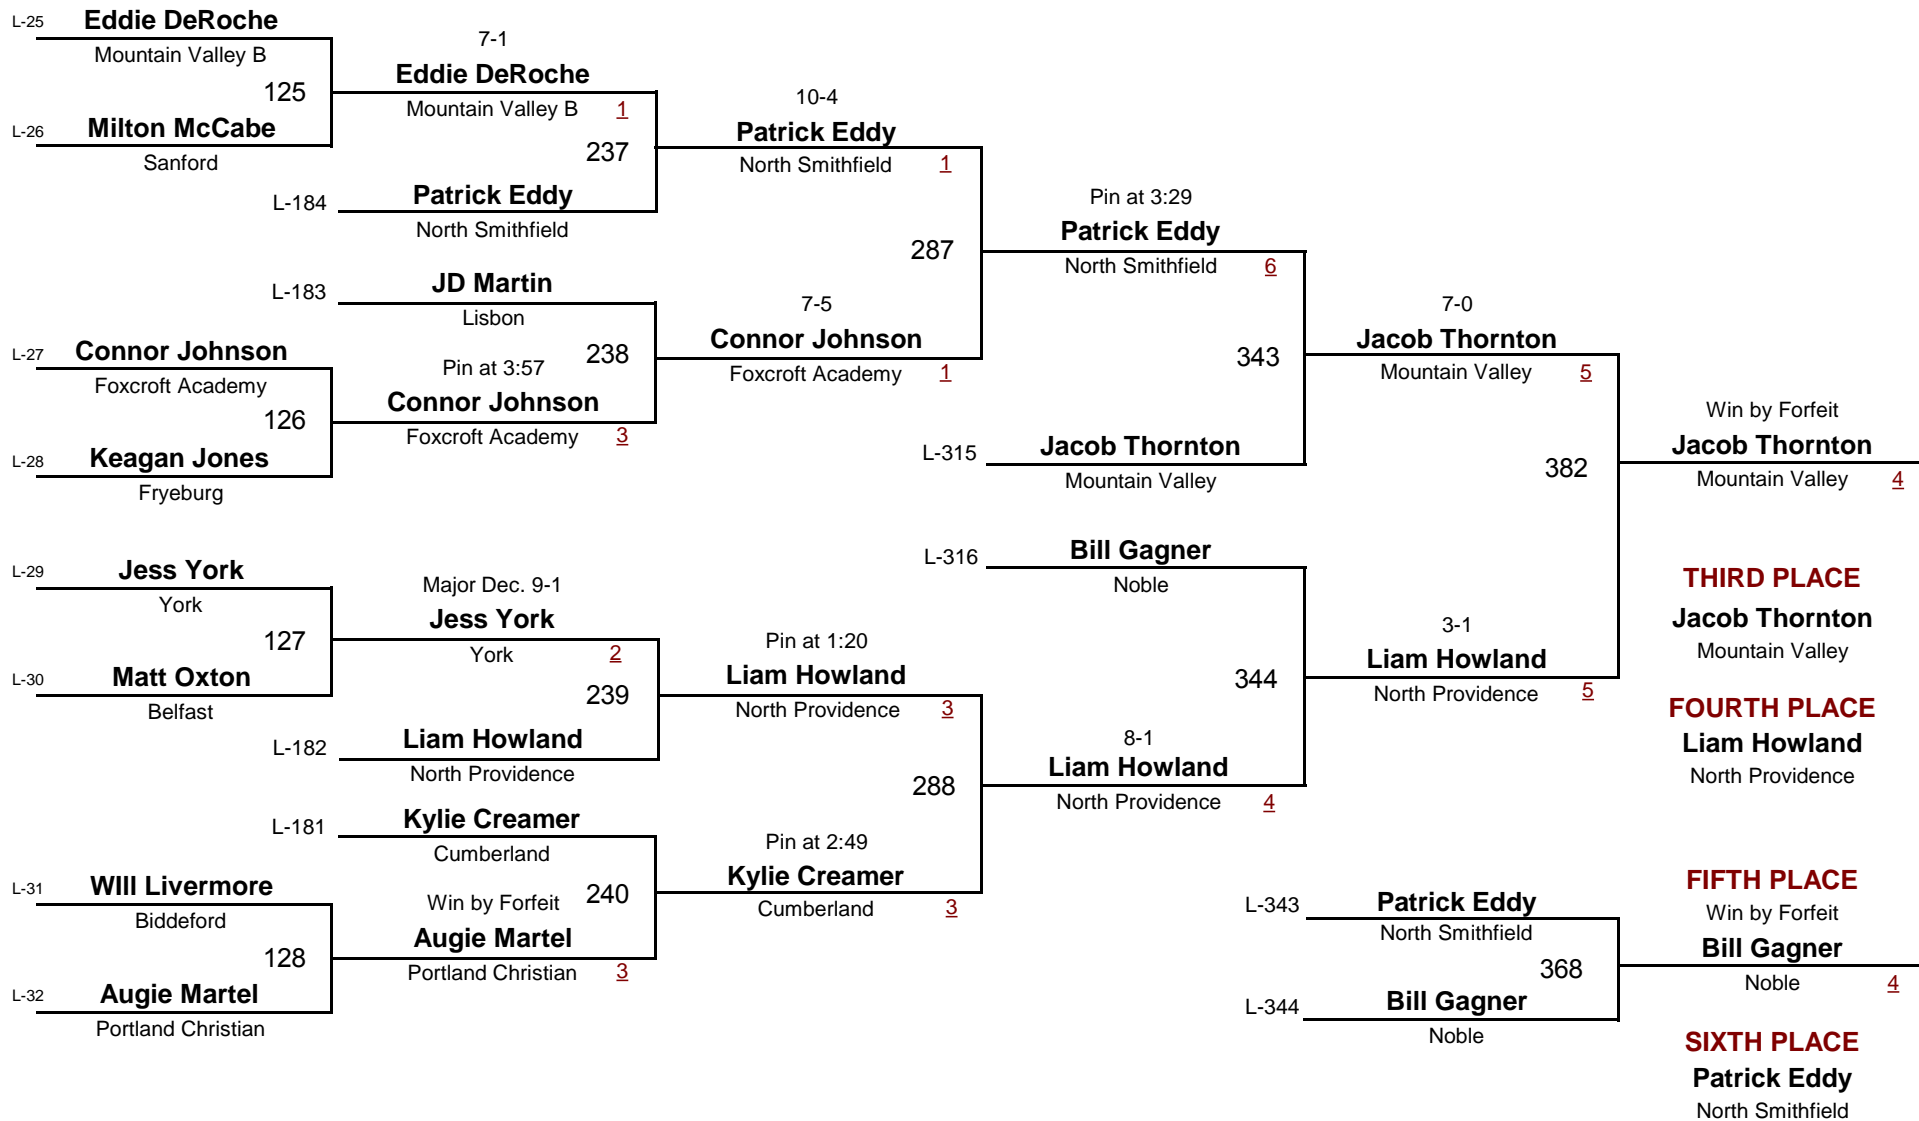 L-25 Eddie DeRoche
Mountain Valley B
125
L-26 Milton McCabe
Sanford
7-1
Eddie DeRoche
Mountain Valley B 1
237
L-184 Patrick Eddy
North Smithfield
10-4
Patrick Eddy
North Smithfield 1
L-183 JD Martin
Lisbon
238
L-27 Connor Johnson
Foxcroft Academy
126
L-28 Keagan Jones
Fryeburg
Pin at 3:57
Connor Johnson
Foxcroft Academy 3
7-5
Connor Johnson
Foxcroft Academy 1
287
Pin at 3:29
Patrick Eddy
North Smithfield 6
343
L-315 Jacob Thornton
Mountain Valley
7-0
Jacob Thornton
Mountain Valley 5
382
Win by Forfeit
Jacob Thornton
Mountain Valley 4
L-29 Jess York
York
127
L-30 Matt Oxton
Belfast
Major Dec. 9-1
Jess York
York 2
239
L-182 Liam Howland
North Providence
Pin at 1:20
Liam Howland
North Providence 3
288
L-181 Kylie Creamer
Cumberland
240
L-31 WIll Livermore
Biddeford
128
L-32 Augie Martel
Portland Christian
Win by Forfeit
Augie Martel
Portland Christian 3
Pin at 2:49
Kylie Creamer
Cumberland 3
L-316 Bill Gagner
Noble
344
8-1
Liam Howland
North Providence 4
3-1
Liam Howland
North Providence 5
THIRD PLACE
Jacob Thornton
Mountain Valley
FOURTH PLACE
Liam Howland
North Providence
L-343 Patrick Eddy
North Smithfield
368
L-344 Bill Gagner
Noble
FIFTH PLACE
Win by Forfeit
Bill Gagner
Noble 4
SIXTH PLACE
Patrick Eddy
North Smithfield